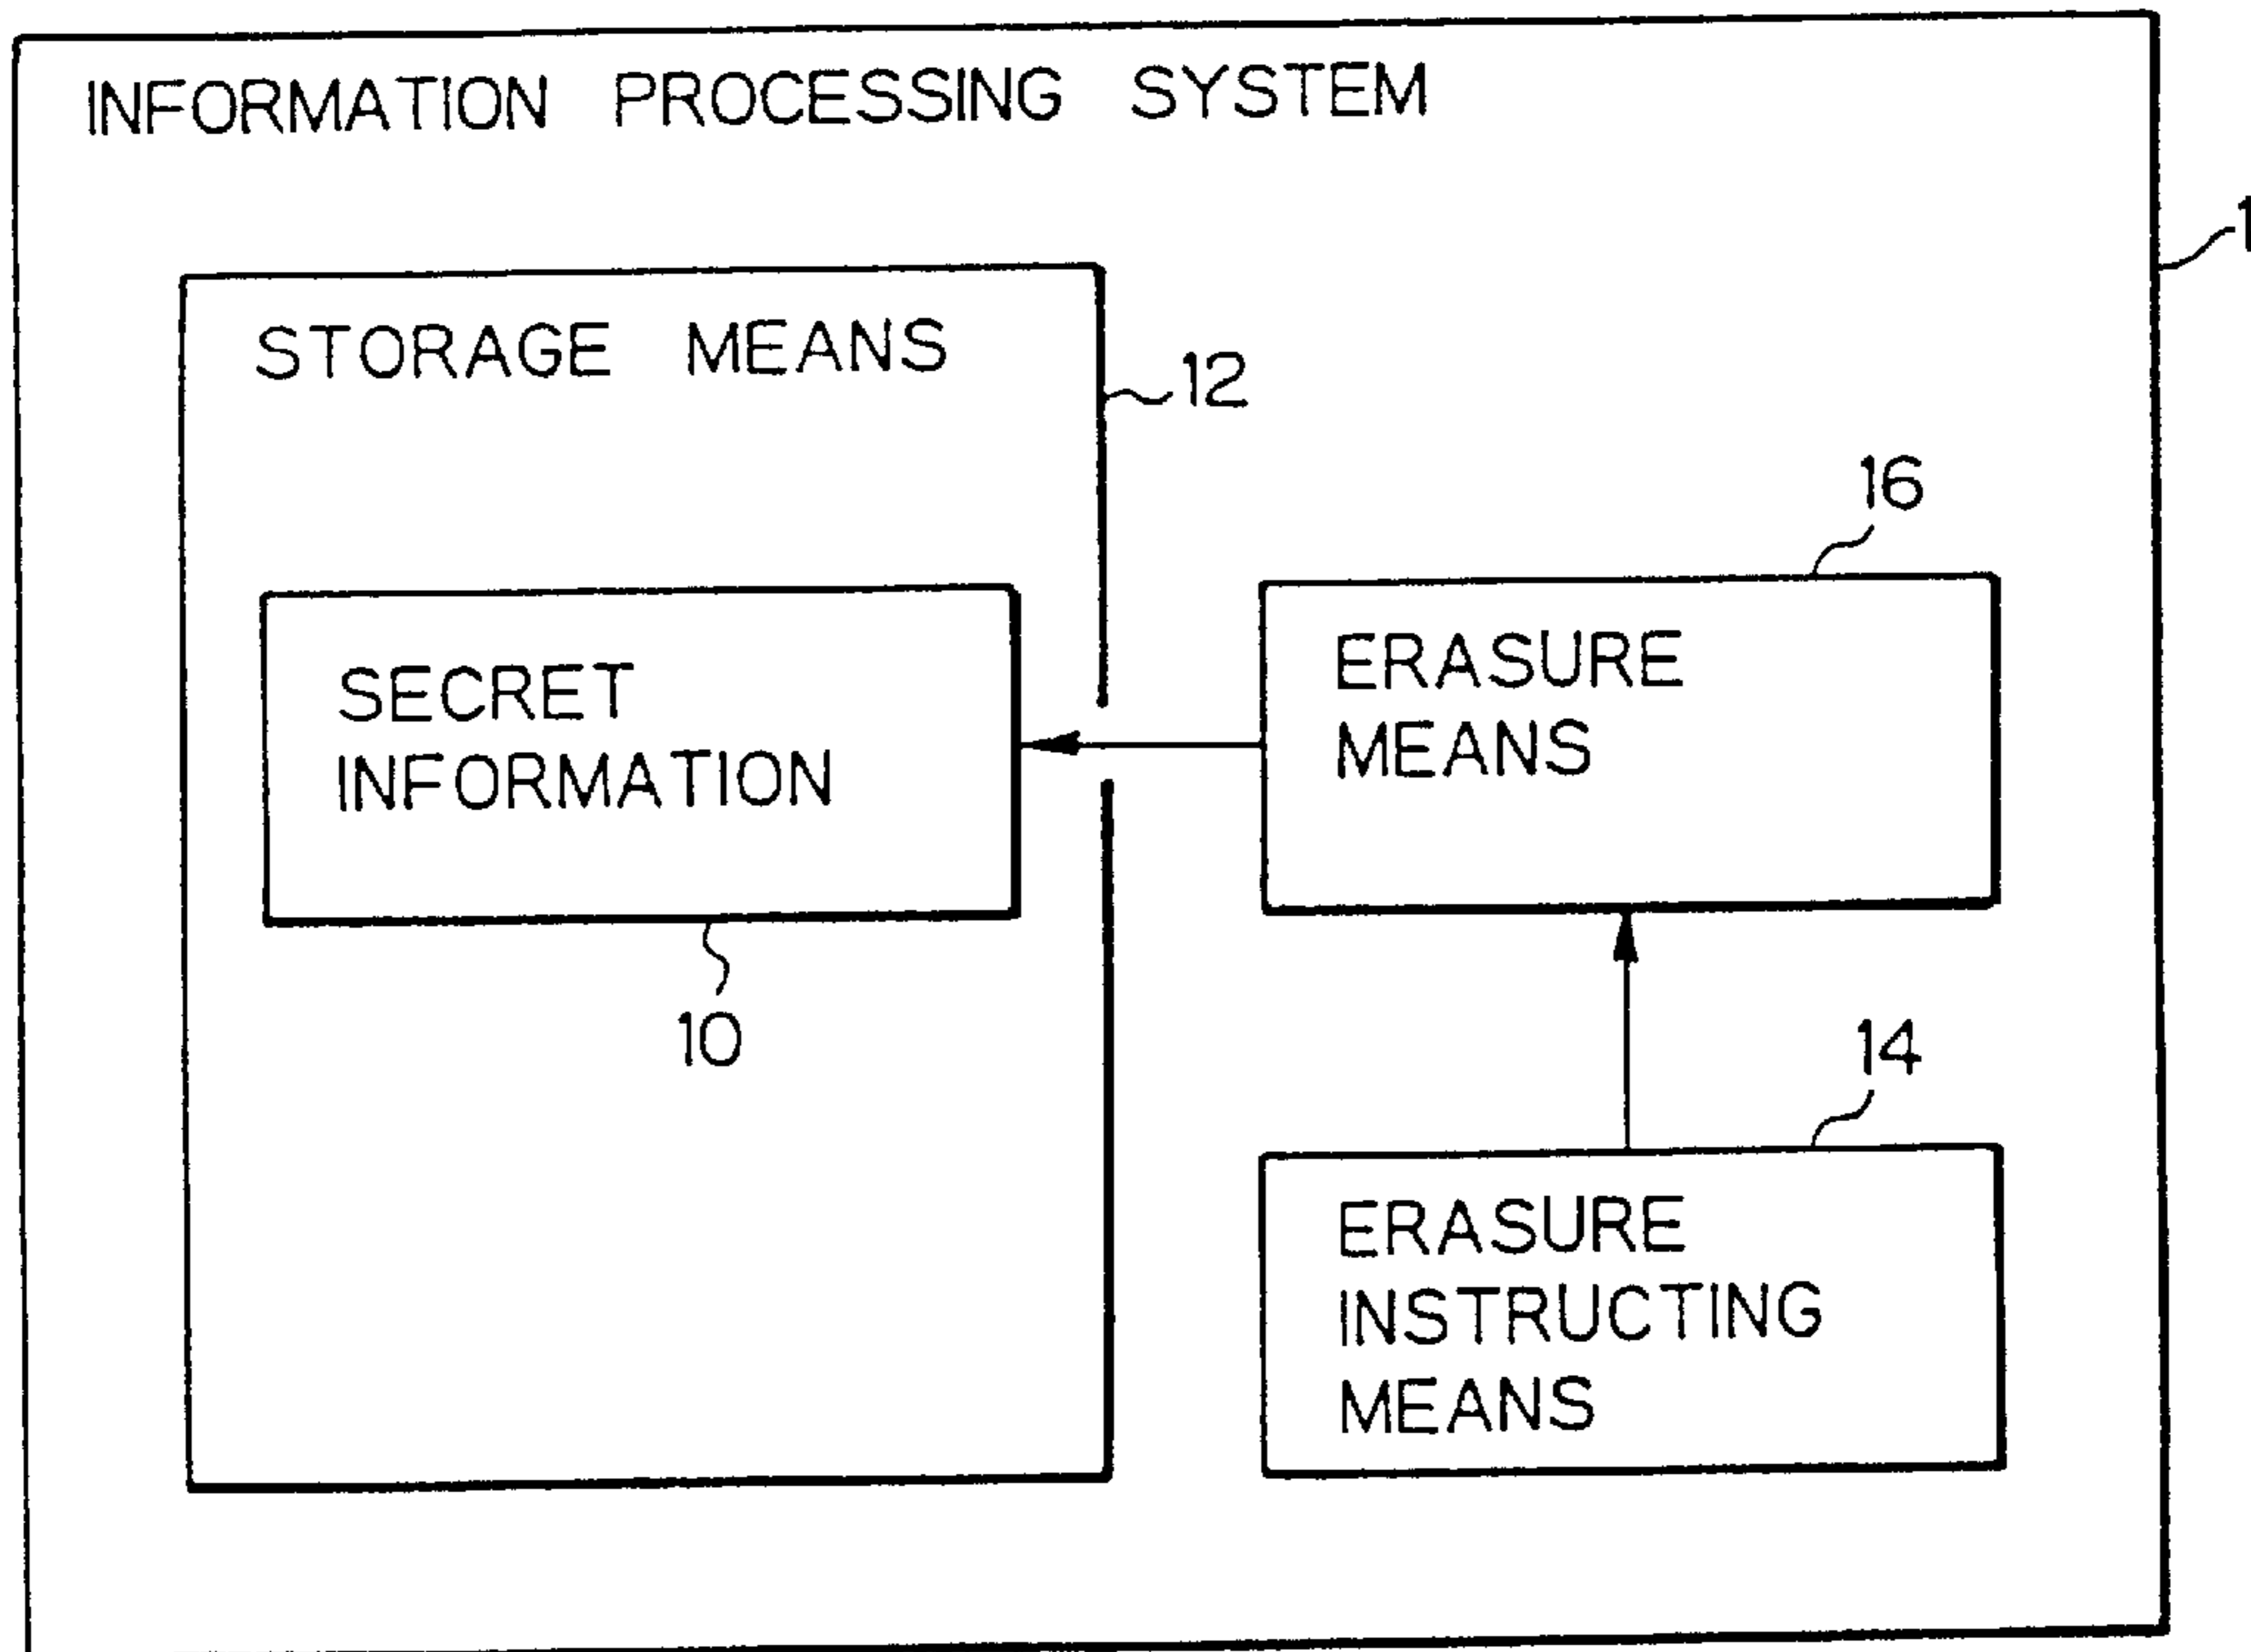 INFORMATION PROCESSING SYSTEM
1
STORAGE MEANS
12
16
SECRET
INFORMATION
ERASURE
MEANS
10
14
ERASURE
INSTRUCTING
MEANS